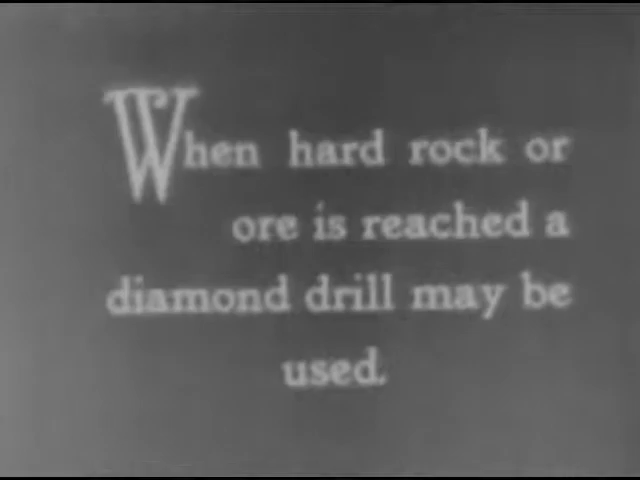 When hard rock or
ore is reached a
diamond drill may be
used.